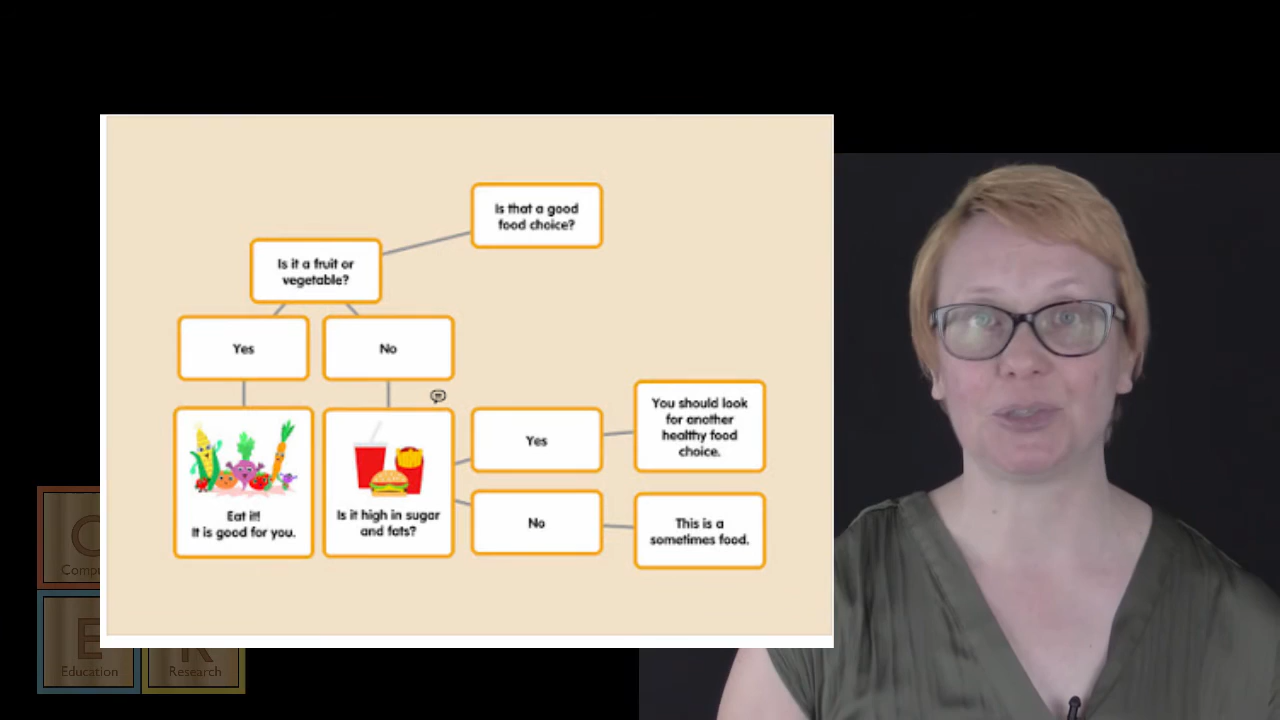 Is that a good
food choice?
Is it a fruit or
vegetable?
Yes
No
Eat it!
It is good for you.
Is it high in sugar
and fats?
Yes
You should look
for another
healthy food
choice.
No
This is a
sometimes food.
C
E
Education
R
Research